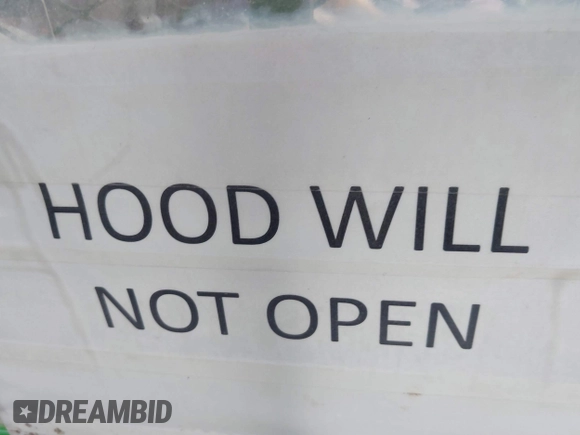 HOOD WILL
NOT OPEN
DREAMBID